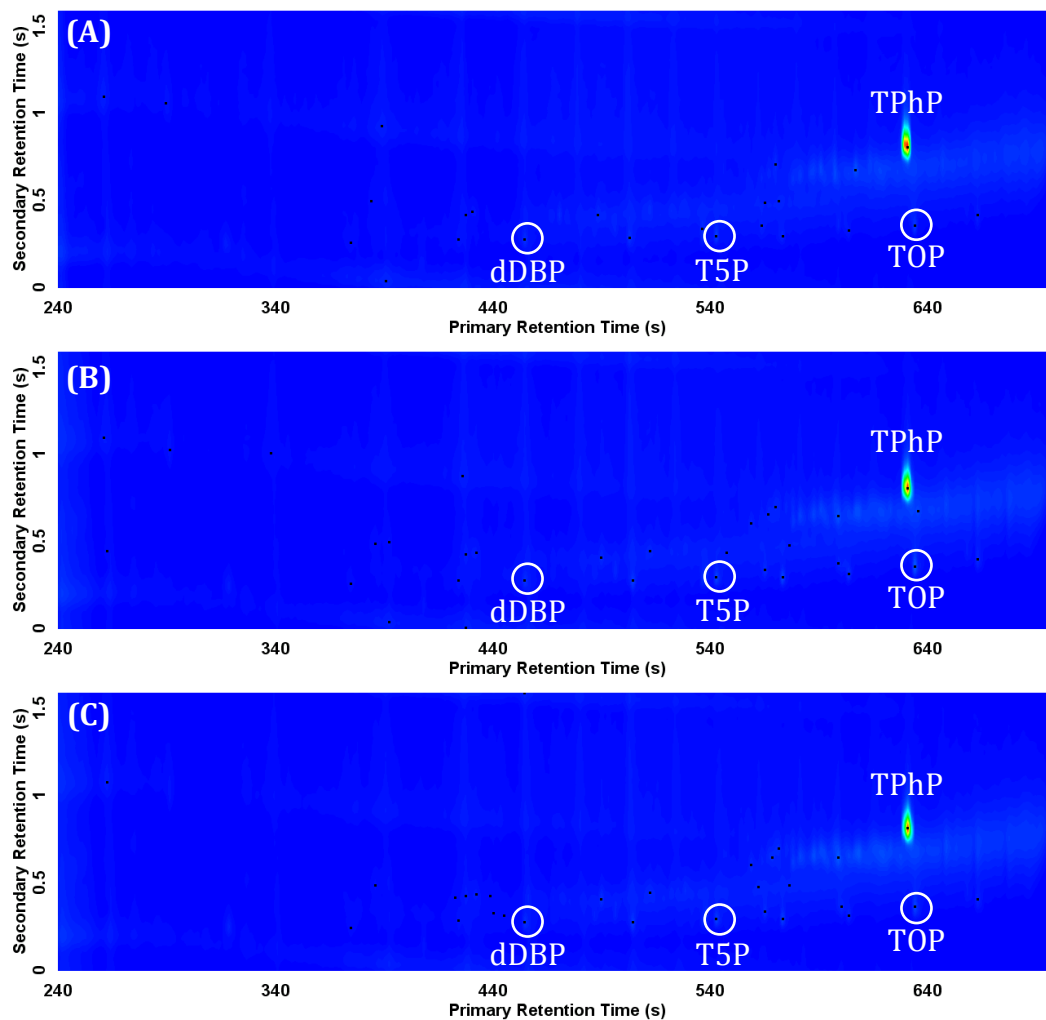 (A)
1.5
1
0.5
0
Secondary Retention Time (s)
TPhP
dDBP
T5P
TOP
240
340
440
540
640
Primary Retention Time (s)
(B)
1.5
1
0.5
0
Secondary Retention Time (s)
TPhP
dDBP
T5P
TOP
240
340
440
540
640
Primary Retention Time (s)
(C)
1.5
1
0.5
0
Secondary Retention Time (s)
TPhP
dDBP
T5P
TOP
240
340
440
540
640
Primary Retention Time (s)